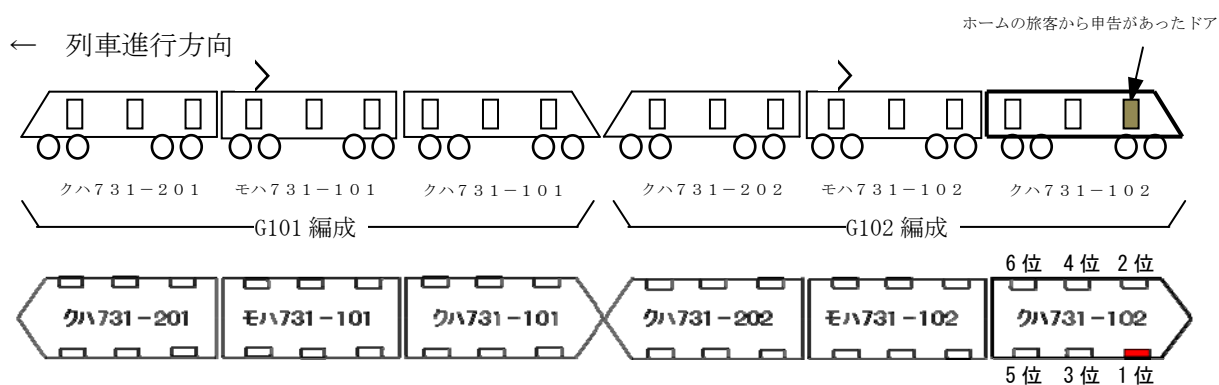 ホームの旅客から申告があったドア
← 列車進行方向
クハ７３１－２０１ モハ７３１－１０１ クハ７３１－１０１ クハ７３１－２０２ モハ７３１－１０２ クハ７３１－１０２
G101 編成 G102 編成
6 位 4 位 2 位
クハ731－201 モハ731－101 クハ731－101 クハ731－202 モハ731－102 クハ731－102
5 位 3 位 1 位